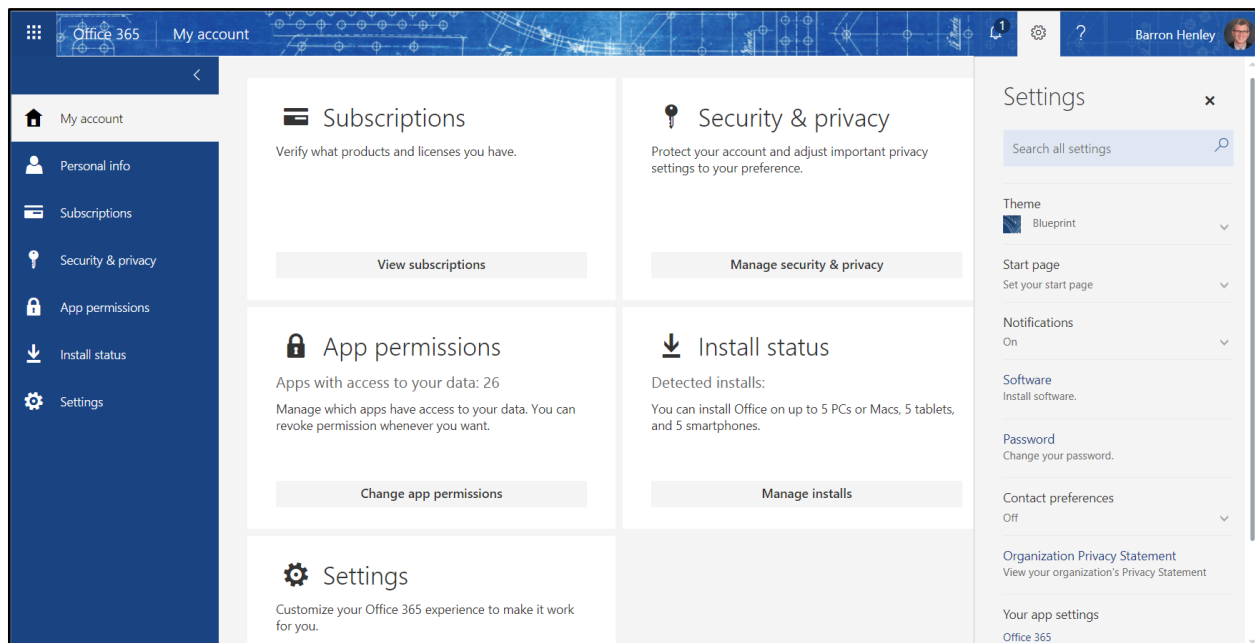 Office 365
My account
1
?
Barron Henley
My account
Personal info
Subscriptions
Security & privacy
App permissions
Install status
Settings
Subscriptions
Verify what products and licenses you have.
View subscriptions
Security & privacy
Protect your account and adjust important privacy
settings to your preference.
Manage security & privacy
App permissions
Apps with access to your data: 26
Manage which apps have access to your data. You can
revoke permission whenever you want.
Change app permissions
Install status
Detected installs:
You can install Office on up to 5 PCs or Macs, 5 tablets,
and 5 smartphones.
Manage installs
Settings
Customize your Office 365 experience to make it work
for you.
Settings
Search all settings
Theme
Blueprint
Start page
Set your start page
Notifications
On
Software
Install software.
Password
Change your password.
Contact preferences
Off
Organization Privacy Statement
View your organization's Privacy Statement
Your app settings
Office 365